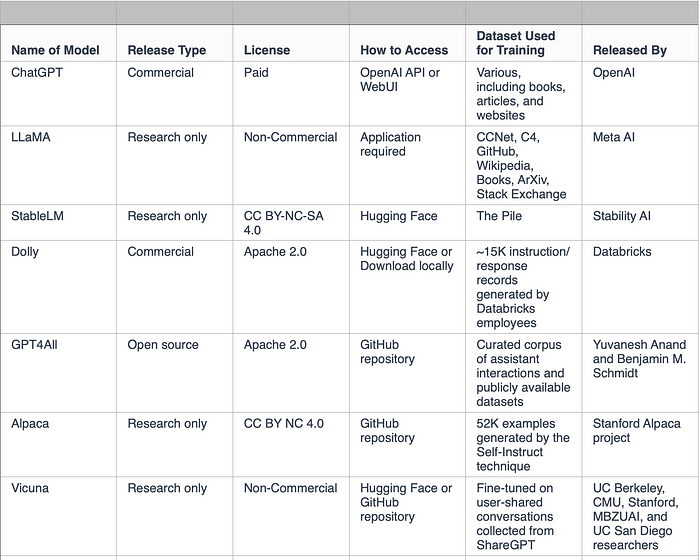 Name of Model
Release Type
License
How to Access
Dataset Used
for Training
Released By
ChatGPT
Commercial
Paid
OpenAI API or
WebUI
Various,
including books,
articles, and
websites
OpenAI
LLaMA
Research only
Non-Commercial
Application
required
CCNet, C4,
GitHub,
Wikipedia,
Books, ArXiv,
Stack Exchange
Meta AI
StableLM
Research only
CC BY-NC-SA
4.0
Hugging Face
The Pile
Stability AI
Dolly
Commercial
Apache 2.0
Hugging Face or
Download locally
~15K instruction/
response
records
generated by
Databricks
employees
Databricks
GPT4All
Open source
Apache 2.0
GitHub
repository
Curated corpus
of assistant
interactions and
publicly available
datasets
Yuvanesh Anand
and Benjamin M.
Schmidt
Alpaca
Research only
CC BY NC 4.0
GitHub
repository
52K examples
generated by the
Self-Instruct
technique
Stanford Alpaca
project
Vicuna
Research only
Non-Commercial
Hugging Face or
GitHub
repository
Fine-tuned on
user-shared
conversations
collected from
ShareGPT
UC Berkeley,
CMU, Stanford,
MBZUAI, and
UC San Diego
researchers